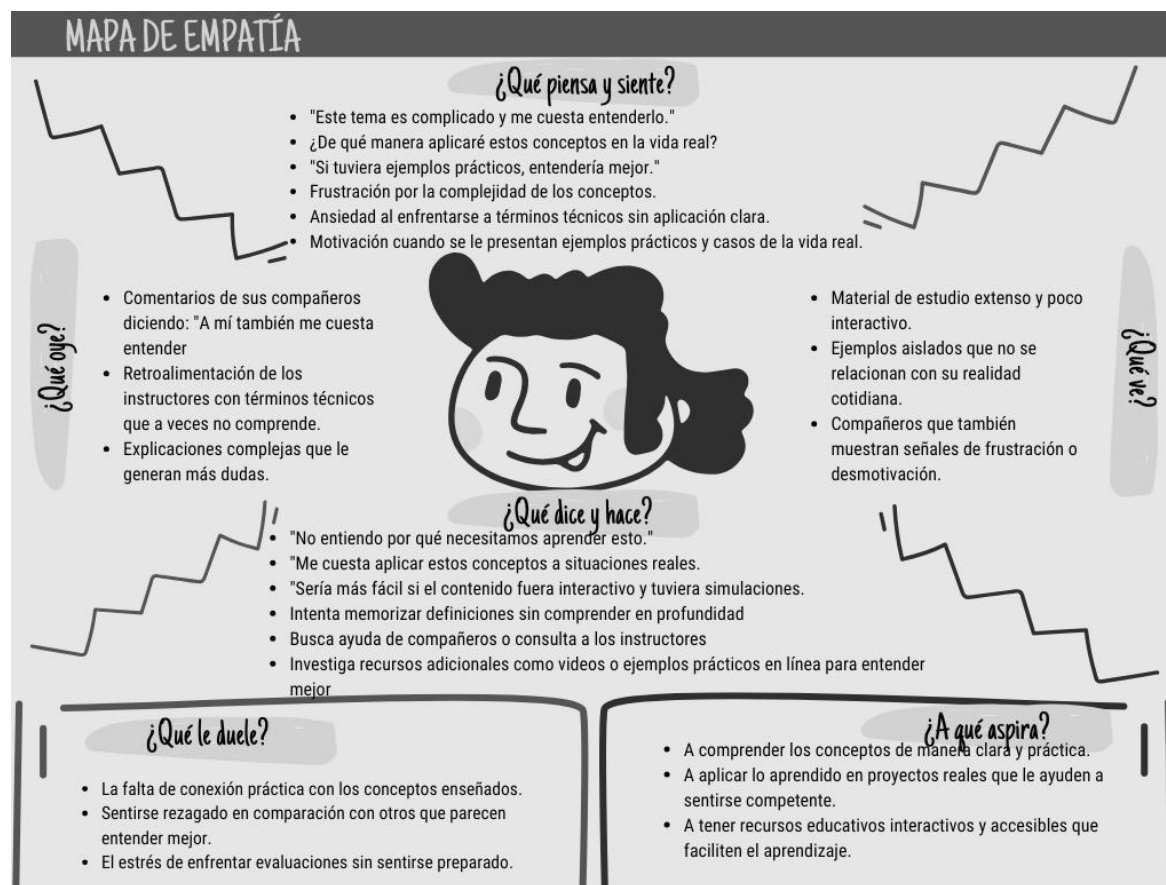 MAPA DE EMPATÍA
¿Qué piensa y siente?
• "Este tema es complicado y me cuesta entenderlo."
• ¿De qué manera aplicaré estos conceptos en la vida real?
• "Si tuviera ejemplos prácticos, entendería mejor."
• Frustración por la complejidad de los conceptos.
• Ansiedad al enfrentarse a términos técnicos sin aplicación clara.
• Motivación cuando se le presentan ejemplos prácticos y casos de la vida real.
¿Qué oye?
• Comentarios de sus compañeros
diciendo: "A mí también me cuesta
entender
• Retroalimentación de los
instructores con términos técnicos
que a veces no comprende.
• Explicaciones complejas que le
generan más dudas.
¿Qué ve?
• Material de estudio extenso y poco
interactivo.
• Ejemplos aislados que no se
relacionan con su realidad
cotidiana.
• Compañeros que también
muestran señales de frustración o
desmotivación.
¿Qué dice y hace?
• "No entiendo por qué necesitamos aprender esto."
• "Me cuesta aplicar estos conceptos a situaciones reales.
• "Sería más fácil si el contenido fuera interactivo y tuviera simulaciones.
• Intenta memorizar definiciones sin comprender en profundidad
• Busca ayuda de compañeros o consulta a los instructores
• Investiga recursos adicionales como videos o ejemplos prácticos en línea para entender
mejor
¿Qué le duele?
• La falta de conexión práctica con los conceptos enseñados.
• Sentirse rezagado en comparación con otros que parecen
entender mejor.
• El estrés de enfrentar evaluaciones sin sentirse preparado.
¿A qué aspira?
• A comprender los conceptos de manera clara y práctica.
• A aplicar lo aprendido en proyectos reales que le ayuden a
sentirse competente.
• A tener recursos educativos interactivos y accesibles que
faciliten el aprendizaje.